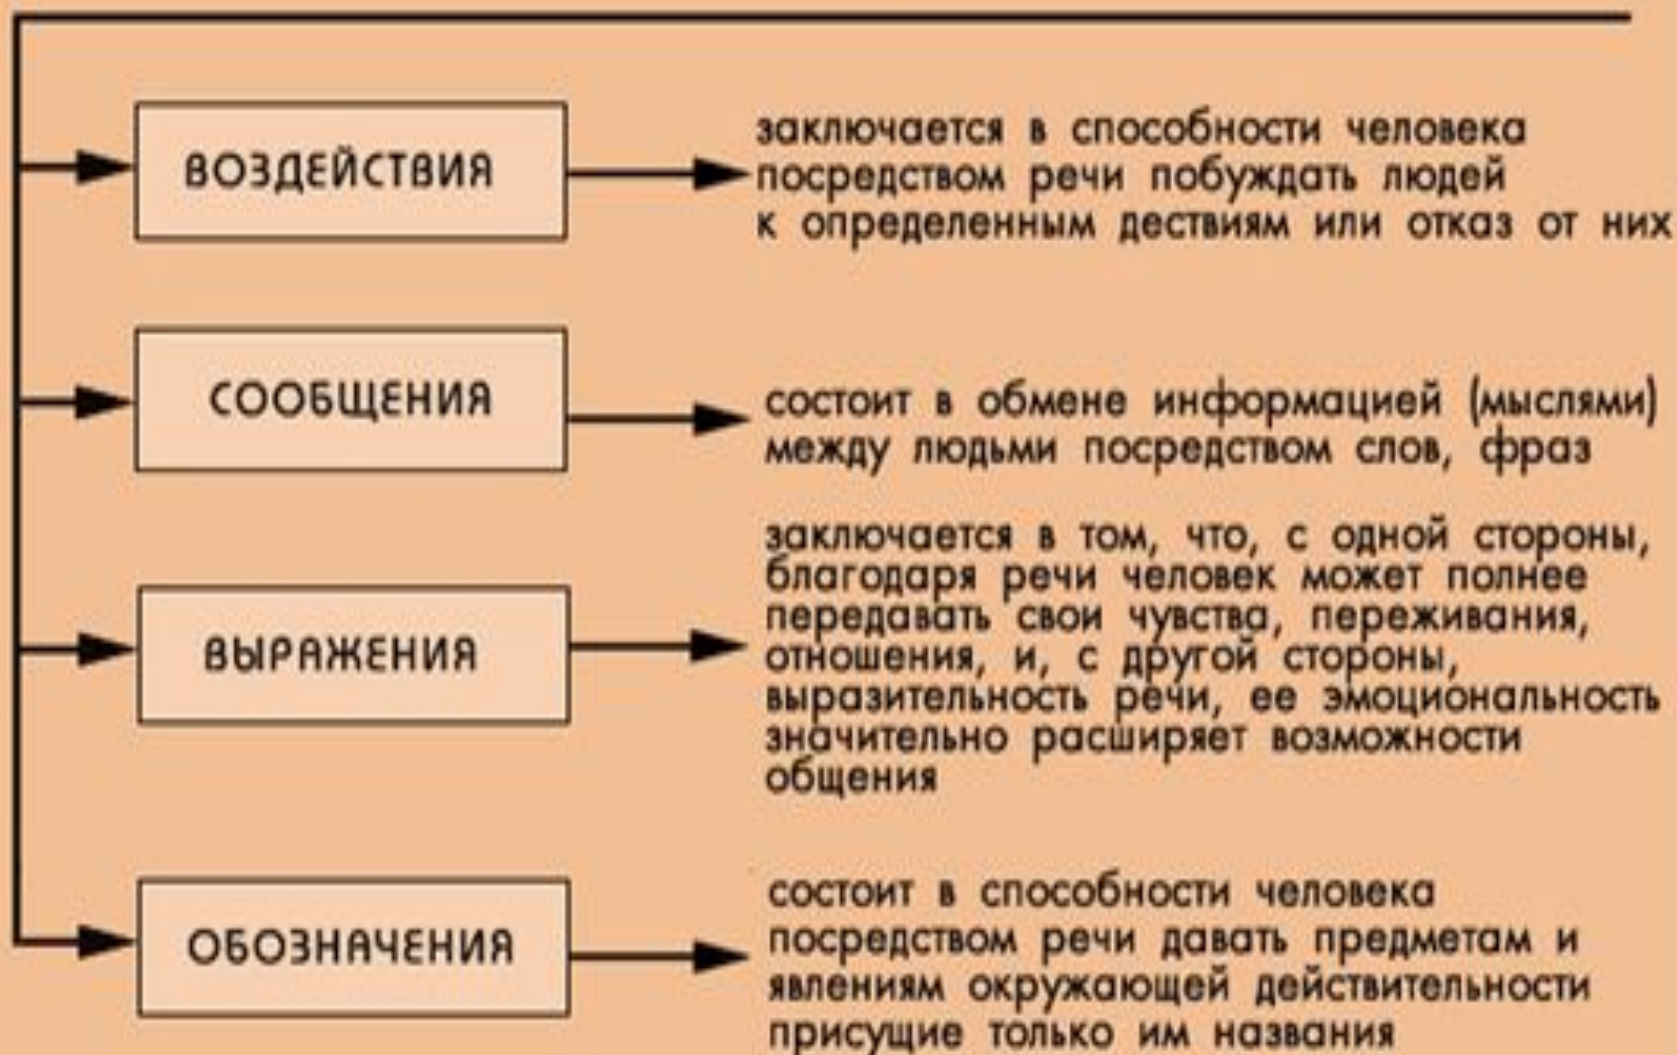 ВОЗДЕЙСТВИЯ
заключается в способности человека
посредством речи побуждать людей
к определенным дествиям или отказ от них
СООБЩЕНИЯ
состоит в обмене информацией (мыслями)
между людьми посредством слов, фраз
ВЫРАЖЕНИЯ
заключается в том, что, с одной стороны,
благодаря речи человек может полнее
передавать свои чувства, переживания,
отношения, и, с другой стороны,
выразительность речи, ее эмоциональность
значительно расширяет возможности
общения
ОБОЗНАЧЕНИЯ
состоит в способности человека
посредством речи давать предметам и
явлениям окружающей действительности
присущие только им названия